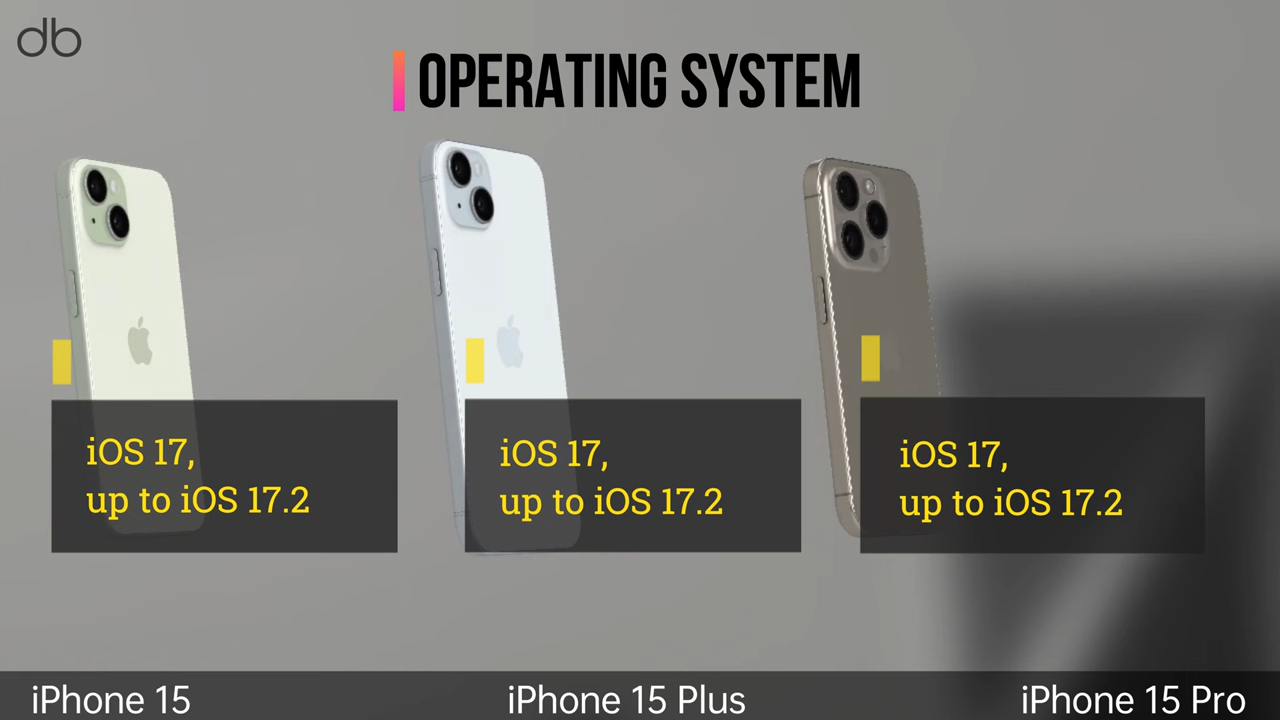 db
OPERATING SYSTEM
iOS 17,
up to iOS 17.2
iOS 17,
up to iOS 17.2
iOS 17,
up to iOS 17.2
iPhone 15
iPhone 15 Plus
iPhone 15 Pro